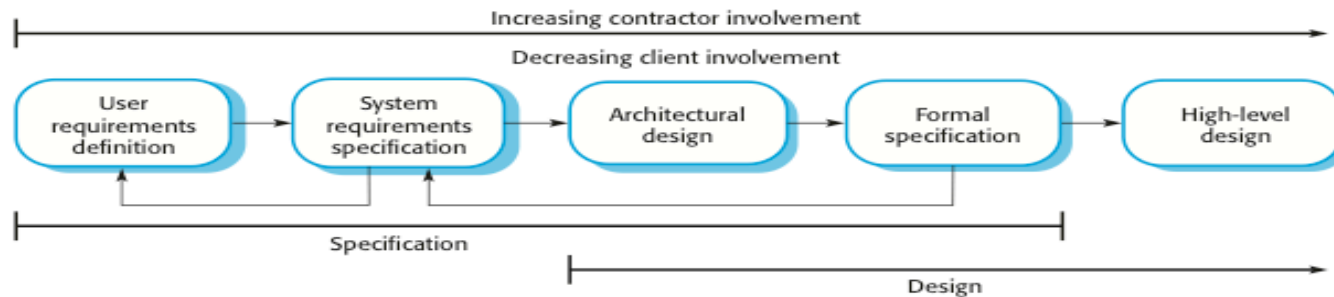 Increasing contractor involvement
Decreasing client involvement
User
requirements
definition
System
requirements
specification
Architectural
design
Formal
specification
High-level
design
Specification
Design